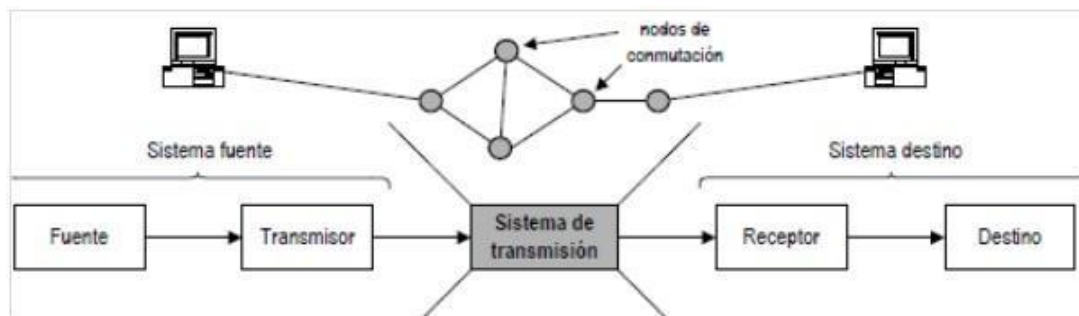 nodos de
conmutación
Sistema fuente
Sistema destino
Fuente
Transmisor
Sistema de
transmisión
Receptor
Destino